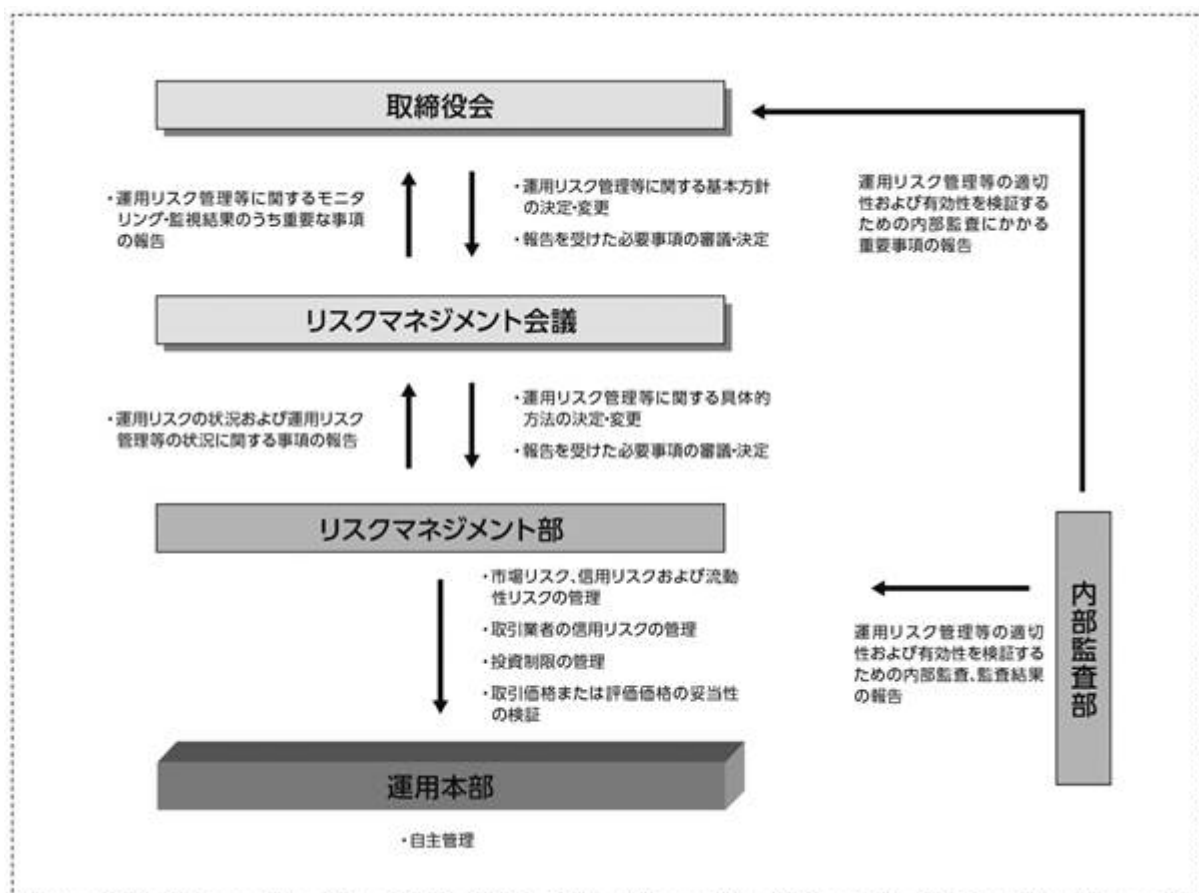 取締役会
・運用リスク管理等に関するモニタ
リング・監視結果のうち重要な事項
の報告
・運用リスク管理等に関する基本方針
の決定・変更
・報告を受けた必要事項の審議・決定
運用リスク管理等の適切
性および有効性を検証する
ための内部監査にかかる
重要事項の報告
リスクマネジメント会議
・運用リスクの状況および運用リスク
管理等の状況に関する事項の報告
・運用リスク管理等に関する具体的
方法の決定・変更
・報告を受けた必要事項の審議・決定
リスクマネジメント部
・市場リスク、信用リスクおよび流動
性リスクの管理
・取引業者の信用リスクの管理
・投資制限の管理
・取引価格または評価価格の妥当性
の検証
運用リスク管理等の適切
性および有効性を検証する
ための内部監査、監査結果
の報告
内部監査部
運用本部
・自主管理